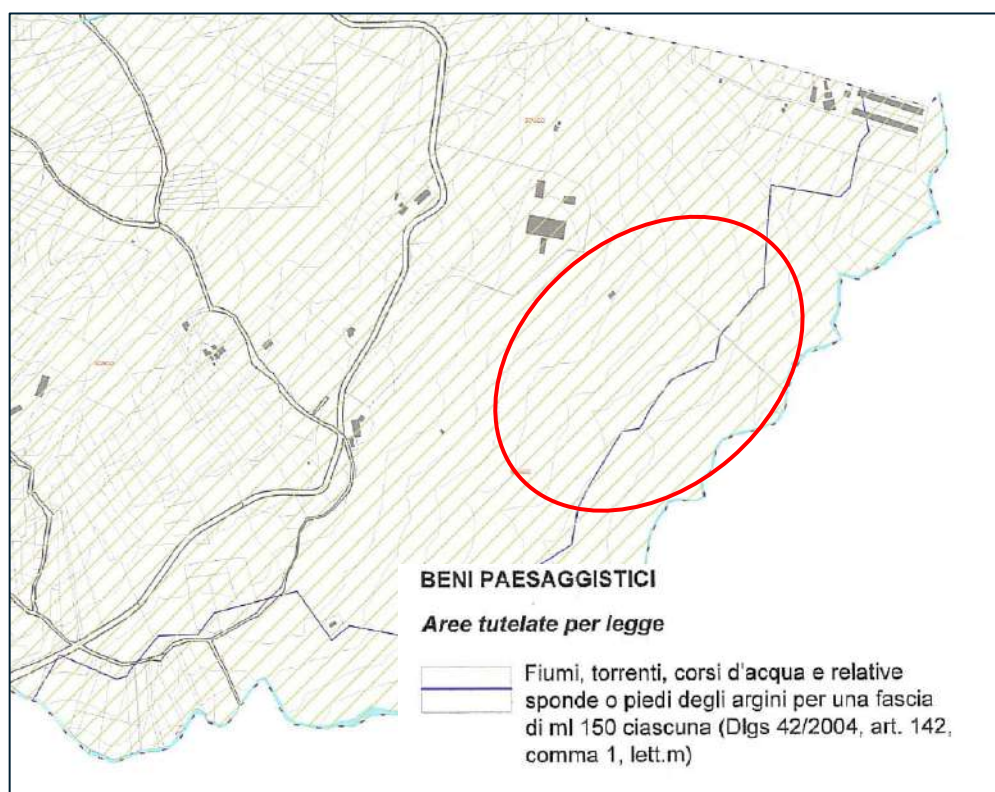 BENI PAESAGGISTICI
Aree tutelate per legge
Fiumi, torrenti, corsi d'acqua e relative
sponde o piedi degli argini per una fascia
di ml 150 ciascuna (Dlgs 42/2004, art. 142,
comma 1, lett.m)